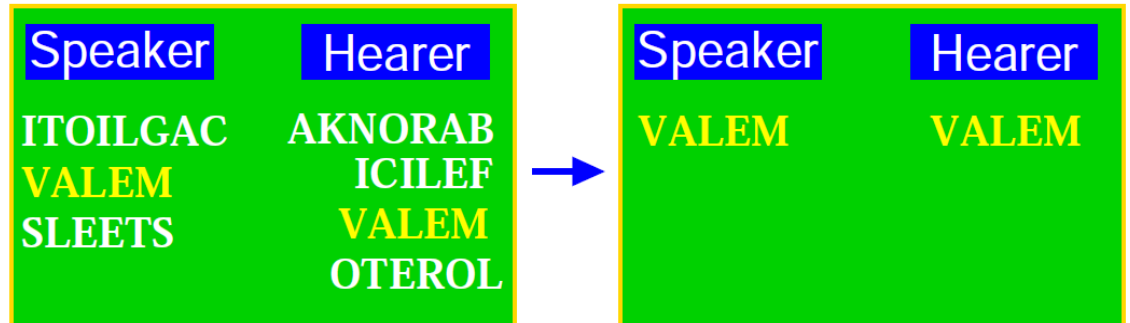 Speaker Hearer
ITOILGAC AKNORAB
VALEM ICILEF
SLEETS VALEM
OTEROL
Speaker Hearer
VALEM VALEM